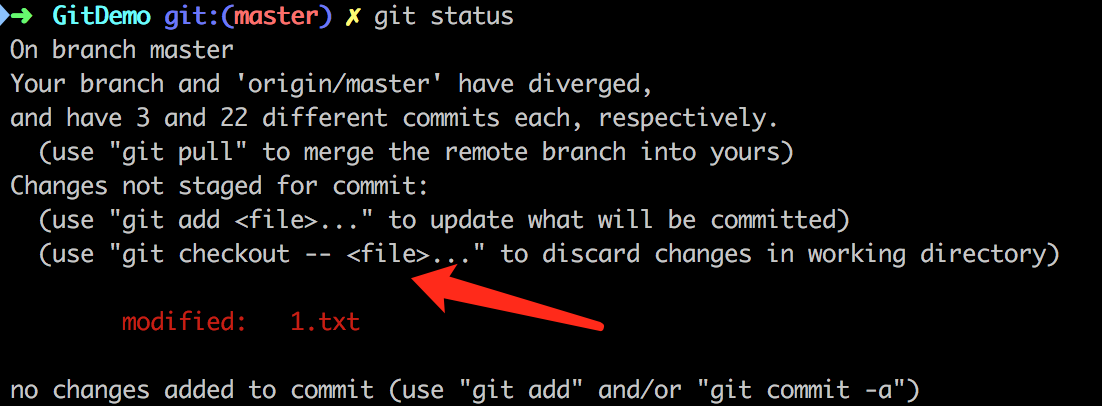 ➜ GitDemo git:(master) ✗ git status
On branch master
Your branch and 'origin/master' have diverged,
and have 3 and 22 different commits each, respectively.
(use "git pull" to merge the remote branch into yours)
Changes not staged for commit:
(use "git add <file>..." to update what will be committed)
(use "git checkout -- <file>..." to discard changes in working directory)
modified: 1.txt
no changes added to commit (use "git add" and/or "git commit -a")